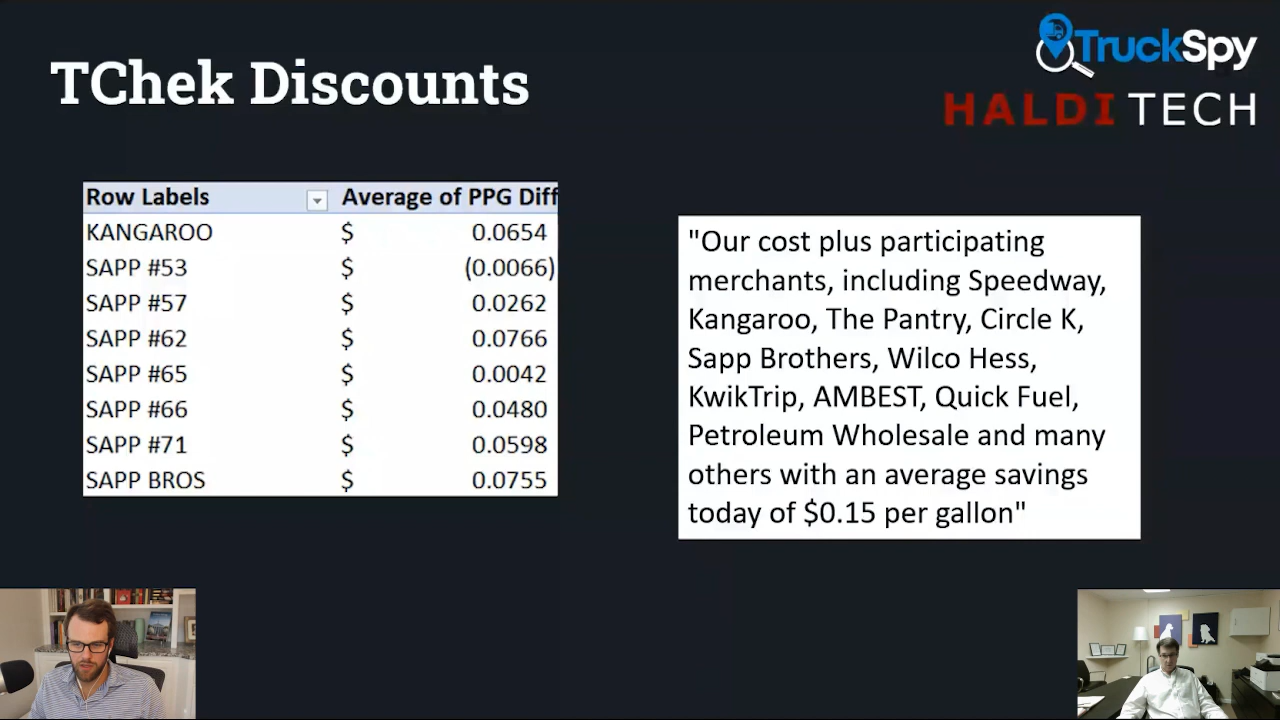 TChek Discounts
TruckSpy
HALDITECH
Row Labels Average of PPG Diff
KANGAROO $ 0.0654
SAPP #53 $ (0.0066)
SAPP #57 $ 0.0262
SAPP #62 $ 0.0766
SAPP #65 $ 0.0042
SAPP #66 $ 0.0480
SAPP #71 $ 0.0598
SAPP BROS $ 0.0755
"Our cost plus participating
merchants, including Speedway,
Kangaroo, The Pantry, Circle K,
Sapp Brothers, Wilco Hess,
KwikTrip, AMBEST, Quick Fuel,
Petroleum Wholesale and many
others with an average savings
today of $0.15 per gallon"